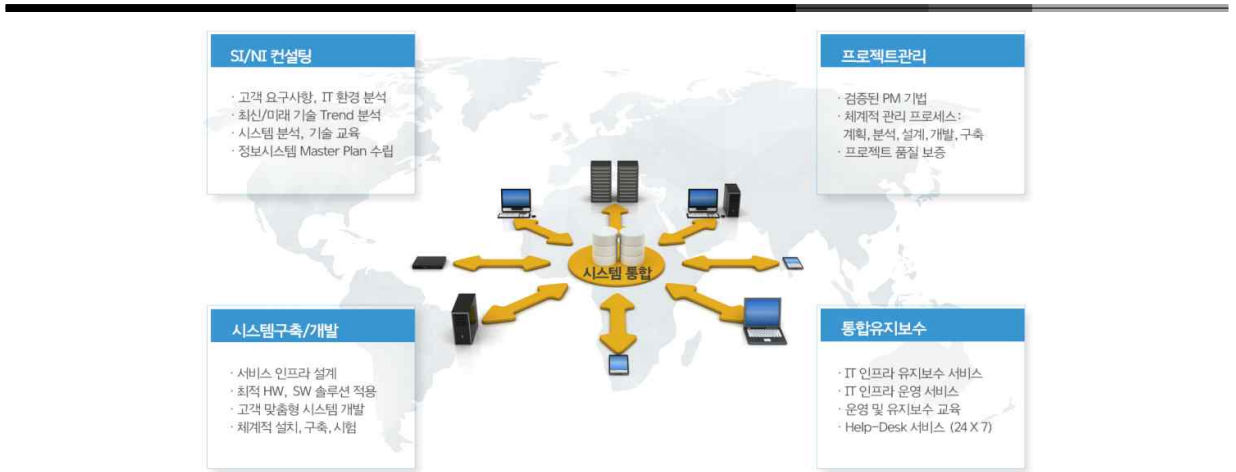 SI/NI 컨설팅
· 고객 요구사항, IT 환경 분석
· 최신/미래 기술 Trend 분석
· 시스템 분석, 기술 교육
· 정보시스템 Master Plan 수립
프로젝트관리
· 검증된 PM 기법
· 체계적 관리 프로세스:
계획, 분석, 설계, 개발, 구축
· 프로젝트 품질 보증
시스템 통합
시스템구축/개발
· 서비스 인프라 설계
· 최적 HW, SW 솔루션 적용
· 고객 맞춤형 시스템 개발
· 체계적 설치, 구축, 시험
통합유지보수
· IT 인프라 유지보수 서비스
· IT 인프라 운영 서비스
· 운영 및 유지보수 교육
· Help-Desk 서비스 (24 X 7)